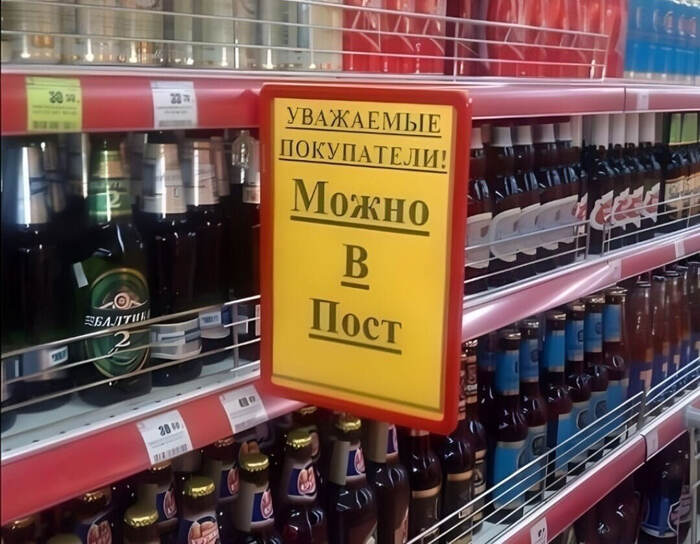 УВАЖАЕМЫЕ
ПОКУПАТЕЛИ!
Можно
В
Пост
БАЛТИКА
2